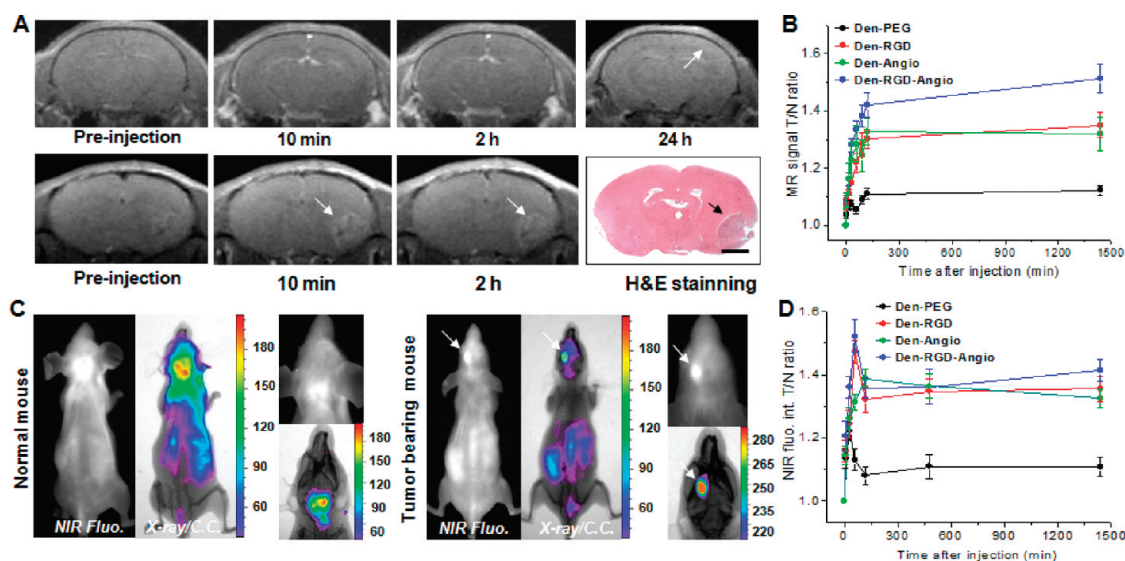 A
Pre-injection
10 min
2 h
24 h
Pre-injection
10 min
2 h
H&E stainning
B
Den-PEG
Den-RGD
Den-Angio
Den-RGD-Angio
MR signal T/N ratio
1.6
1.4
1.2
1.0
0 300 600 900 1200 1500
Time after injection (min)
C
Normal mouse
NIR Fluo.
X-ray/C.C.
180
150
120
90
60
180
150
120
90
60
Tumor bearing mouse
NIR Fluo.
X-ray/C.C.
180
150
120
90
60
280
265
250
235
220
D
Den-PEG
Den-RGD
Den-Angio
Den-RGD-Angio
NIR fluo. int. T/N ratio
1.6
1.4
1.2
1.0
0 300 600 900 1200 1500
Time after injection (min)